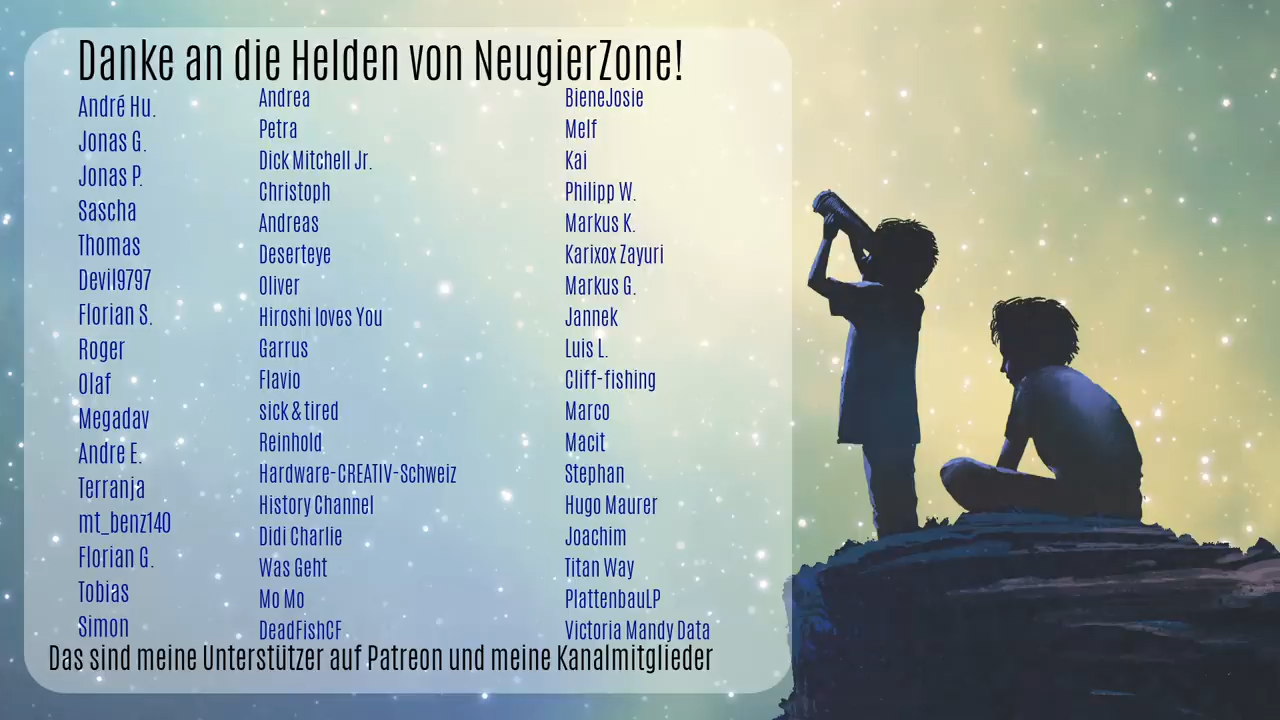 Danke an die Helden von NeugierZone!
André Hu.
Jonas G.
Jonas P.
Sascha
Thomas
Devil9797
Florian S.
Roger
Olaf
Megadav
Andre E.
Terranja
mt_benz140
Florian G.
Tobias
Simon
Andrea
Petra
Dick Mitchell Jr.
Christoph
Andreas
Deserteye
Oliver
Hiroshi loves You
Garrus
Flavio
sick & tired
Reinhold
Hardware-CREATIV-Schweiz
History Channel
Didi Charlie
Was Geht
Mo Mo
DeadFishCF
BieneJosie
Melf
Kai
Philipp W.
Markus K.
Karixox Zayuri
Markus G.
Jannek
Luis L.
Cliff-fishing
Marco
Macit
Stephan
Hugo Maurer
Joachim
Titan Way
PlattenbauLP
Victoria Mandy Data
Das sind meine Unterstützer auf Patreon und meine Kanalmitglieder